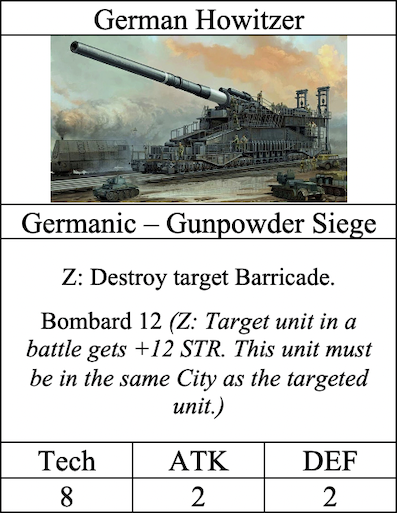 German Howitzer
Germanic – Gunpowder Siege
Z: Destroy target Barricade.
Bombard 12 (Z: Target unit in a
battle gets +12 STR. This unit must
be in the same City as the targeted
unit.)
Tech ATK DEF
8 2 2